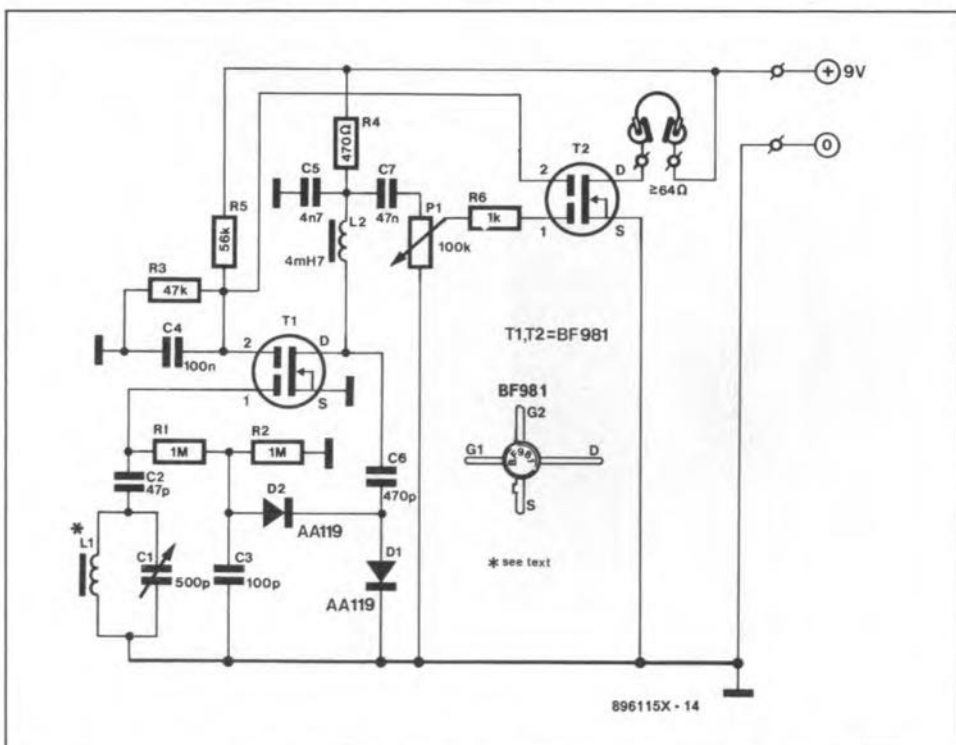 + 9V
R4
470Ω
T2
0
2
D
≥64Ω
C5
4n7
C7
47n
P1
100k
R6
1k
1
S
R5
56k
L2
4mH7
R3
47k
T1
T1,T2=BF981
C4
100n
2
D
1
S
BF981
G2
G1
BF981
D
S
R1
1M
R2
1M
C6
470p
C2
47p
D2
AA119
* see text
*
L1
C1
500p
C3
100p
D1
AA119
896115X - 14